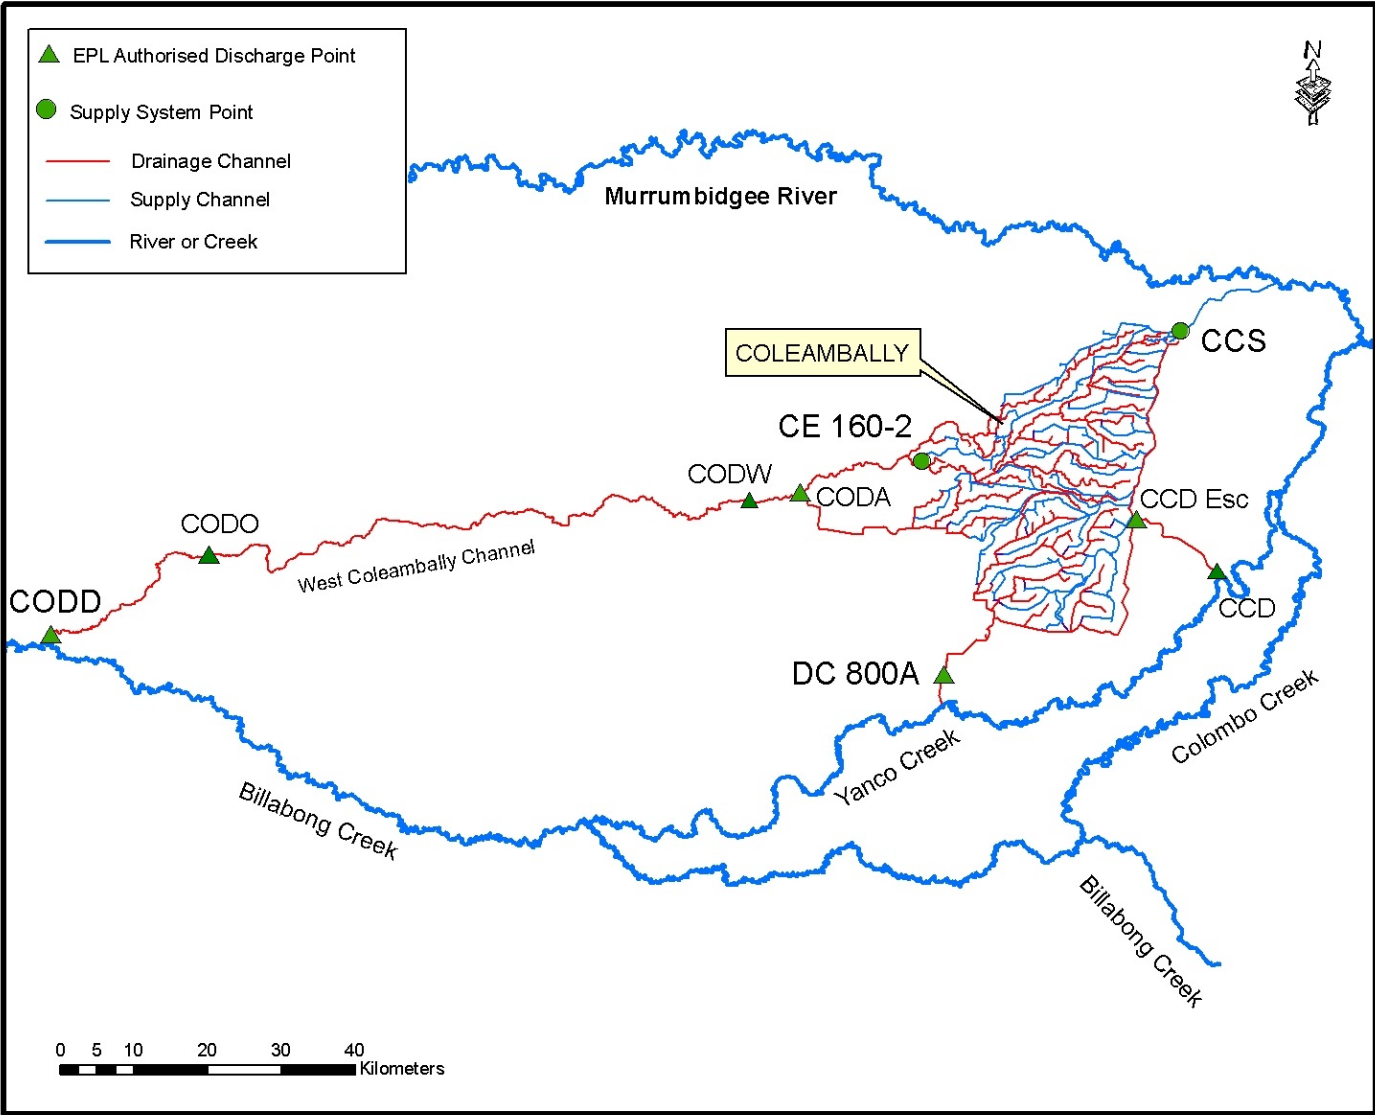 EPL Authorised Discharge Point
Supply System Point
Drainage Channel
Supply Channel
River or Creek
N
Murrumbidgee River
CCS
COLEAMBALLY
CE 160-2
CODW
CODA
CCD Esc
CODO
West Coleambally Channel
CODD
CCD
DC 800A
Colombo Creek
Yanco Creek
Billabong Creek
Billabong Creek
0 5 10 20 30 40
Kilometers